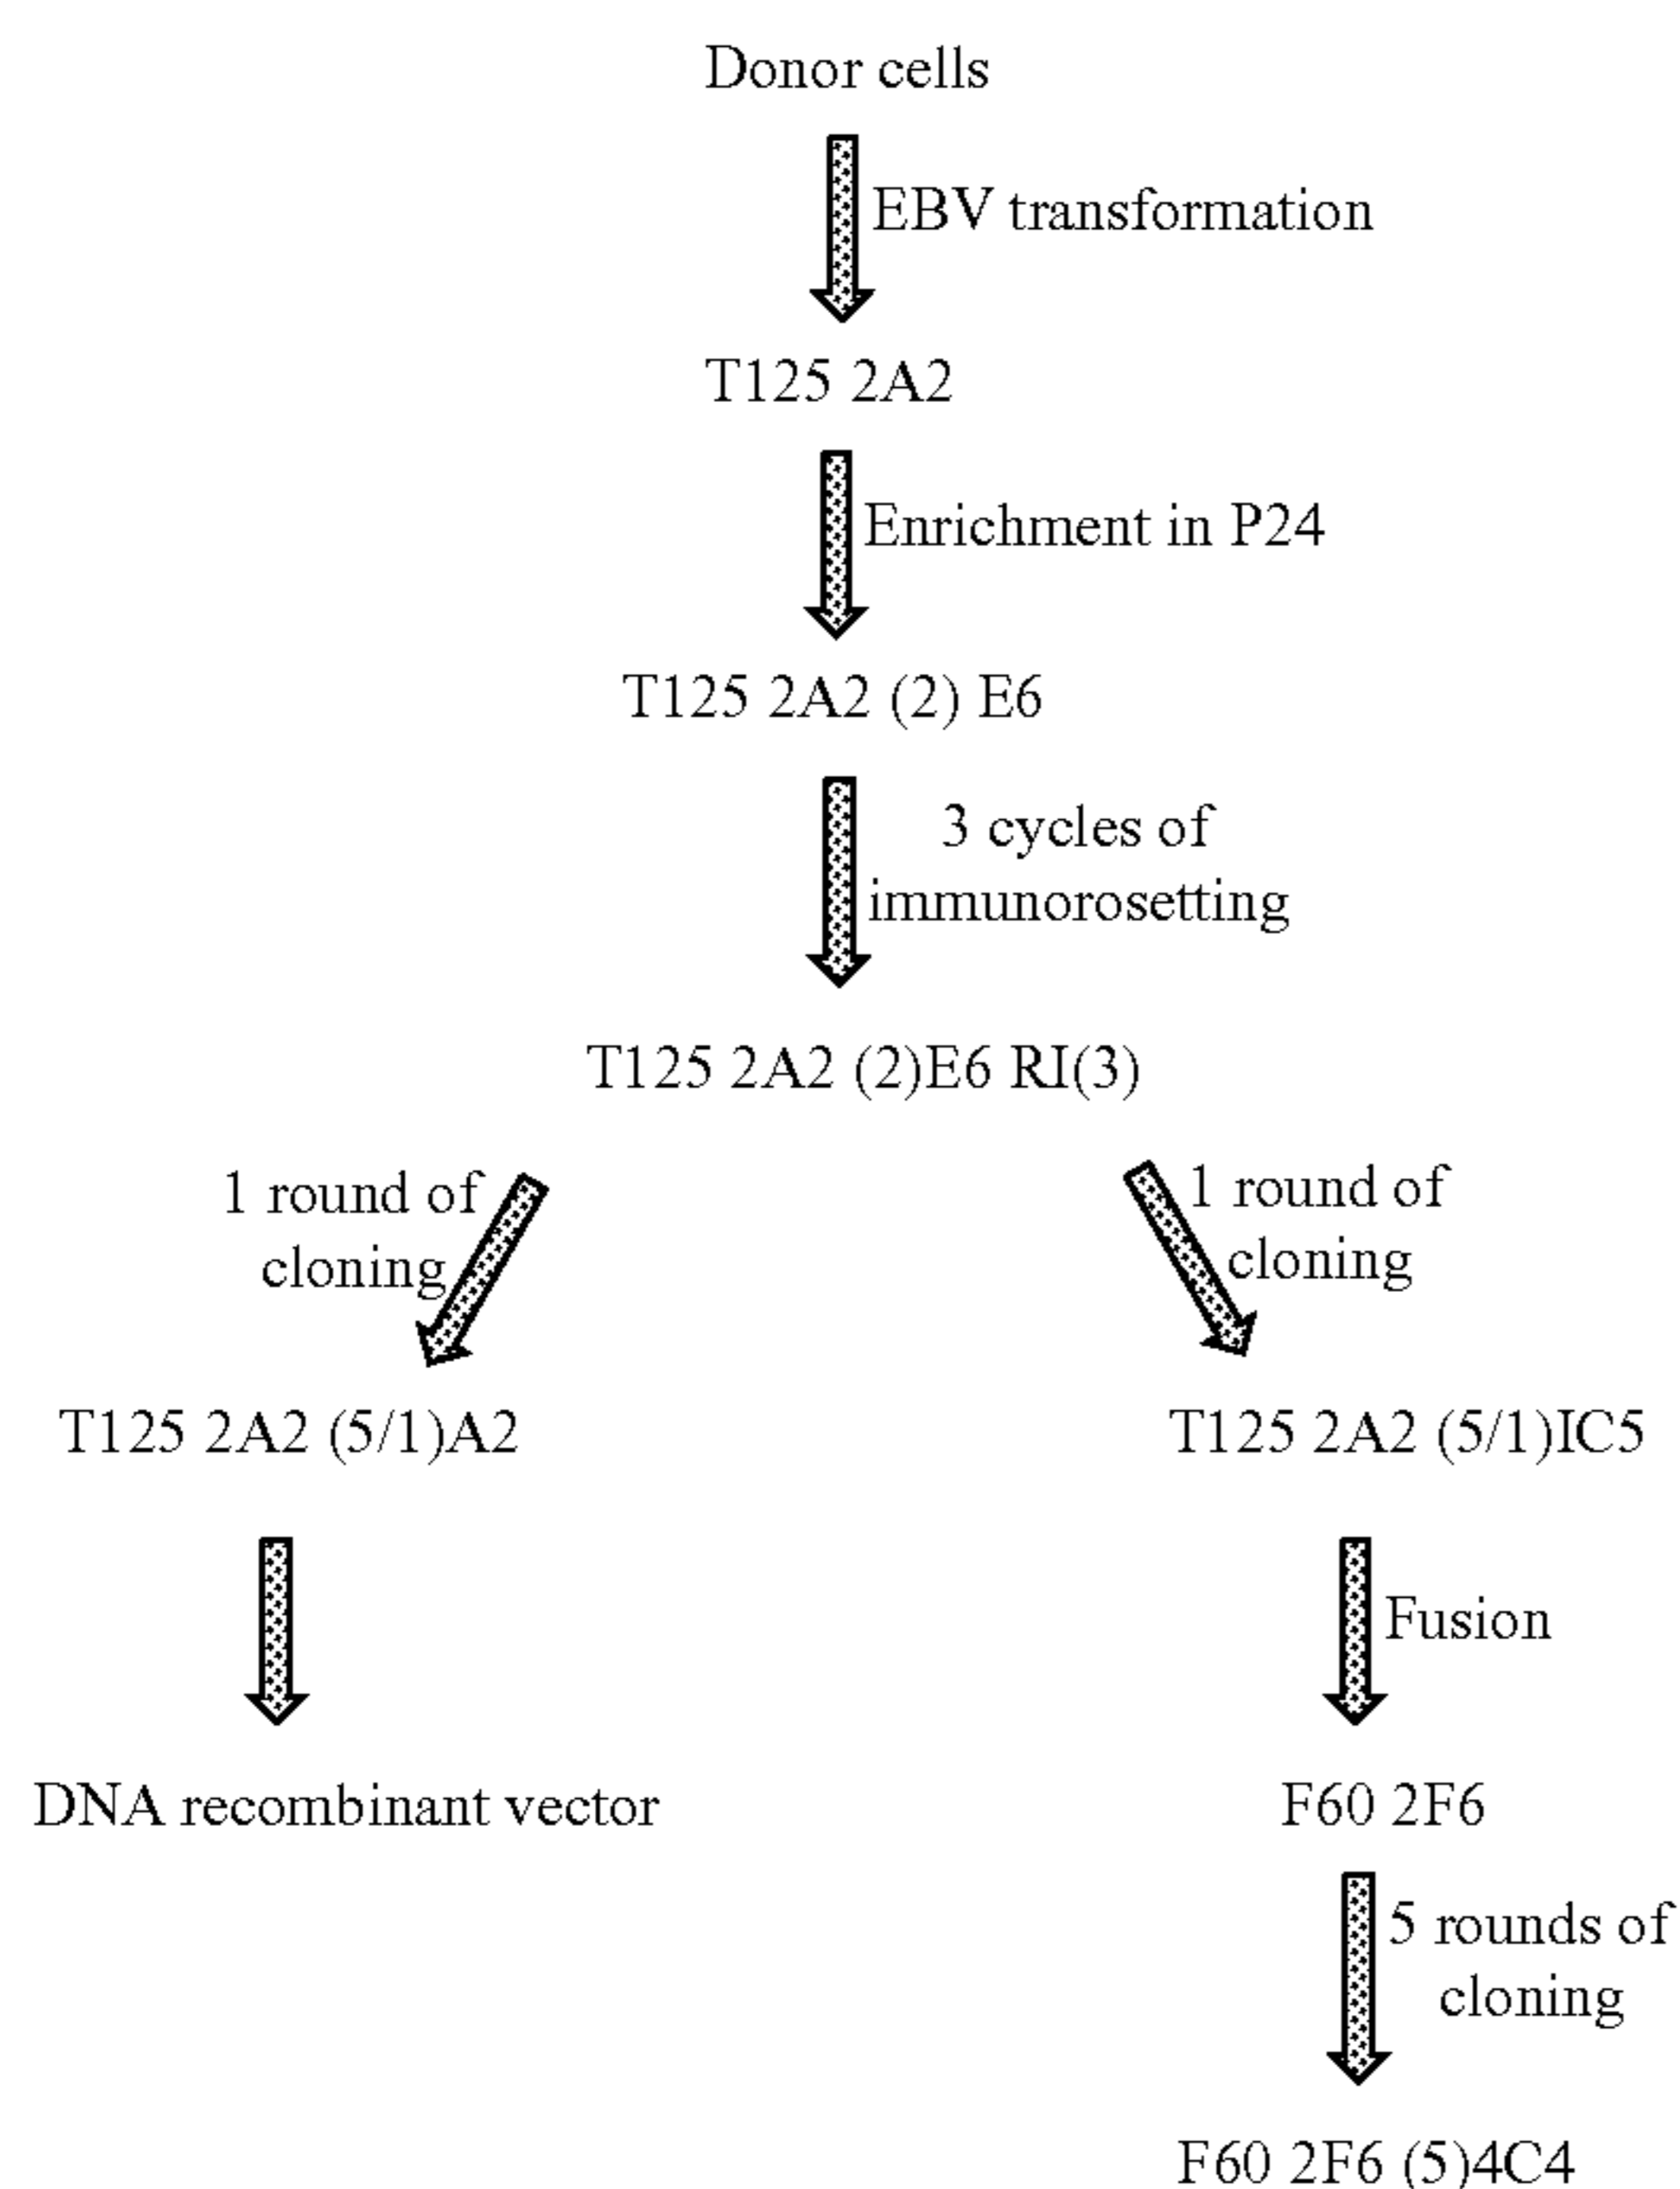 Donor cells
EBV transformation
T125 2A2
Enrichment in P24
T125 2A2 (2) E6
3 cycles of
immunorosetting
T125 2A2 (2)E6 RI(3)
1 round of
cloning
1 round of
cloning
T125 2A2 (5/1)A2
T125 2A2 (5/1)IC5
Fusion
DNA recombinant vector
F60 2F6
5 rounds of
cloning
F60 2F6 (5)4C4